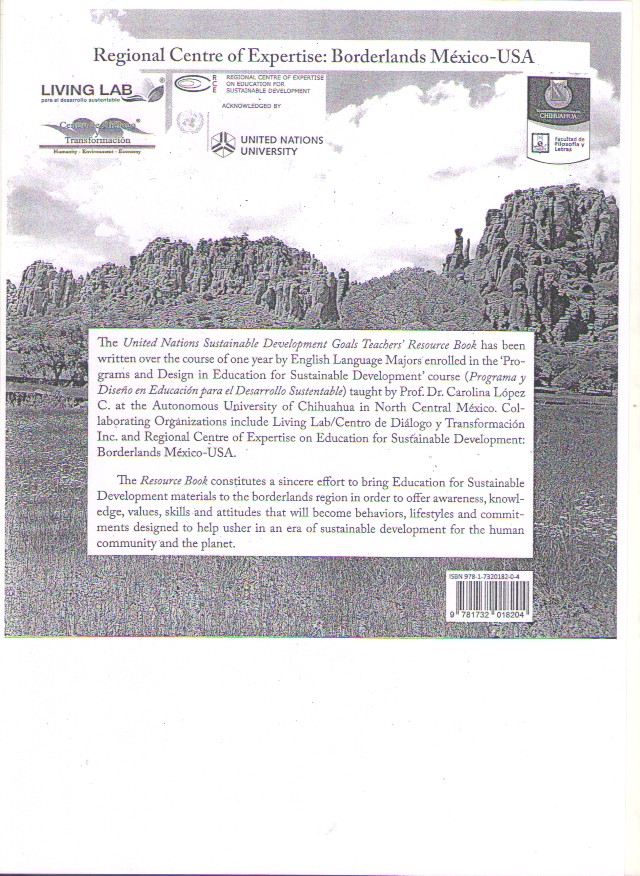 Regional Centre of Expertise: Borderlands México-USA
LIVING LAB®
para el desarrollo sustentable
Centro de Diálogo y
Transformación
Humanity - Environment - Economy
RCE
REGIONAL CENTRE OF EXPERTISE
ON EDUCATION FOR
SUSTAINABLE DEVELOPMENT
ACKNOWLEDGED BY
UNITED NATIONS
UNIVERSITY
CHIHUAHUA
Facultad de
Filosofía y
Letras
The United Nations Sustainable Development Goals Teachers' Resource Book has been
written over the course of one year by English Language Majors enrolled in the 'Pro-
grams and Design in Education for Sustainable Development' course (Programa y
Diseño en Educación para el Desarrollo Sustentable) taught by Prof. Dr. Carolina López
C. at the Autonomous University of Chihuahua in North Central México. Col-
laborating Organizations include Living Lab/Centro de Diálogo y Transformación
Inc. and Regional Centre of Expertise on Education for Sustainable Development:
Borderlands México-USA.
The Resource Book constitutes a sincere effort to bring Education for Sustainable
Development materials to the borderlands region in order to offer awareness, knowl-
edge, values, skills and attitudes that will become behaviors, lifestyles and commit-
ments designed to help usher in an era of sustainable development for the human
community and the planet.
ISBN 978-1-7320182-0-4
9 781732 018204